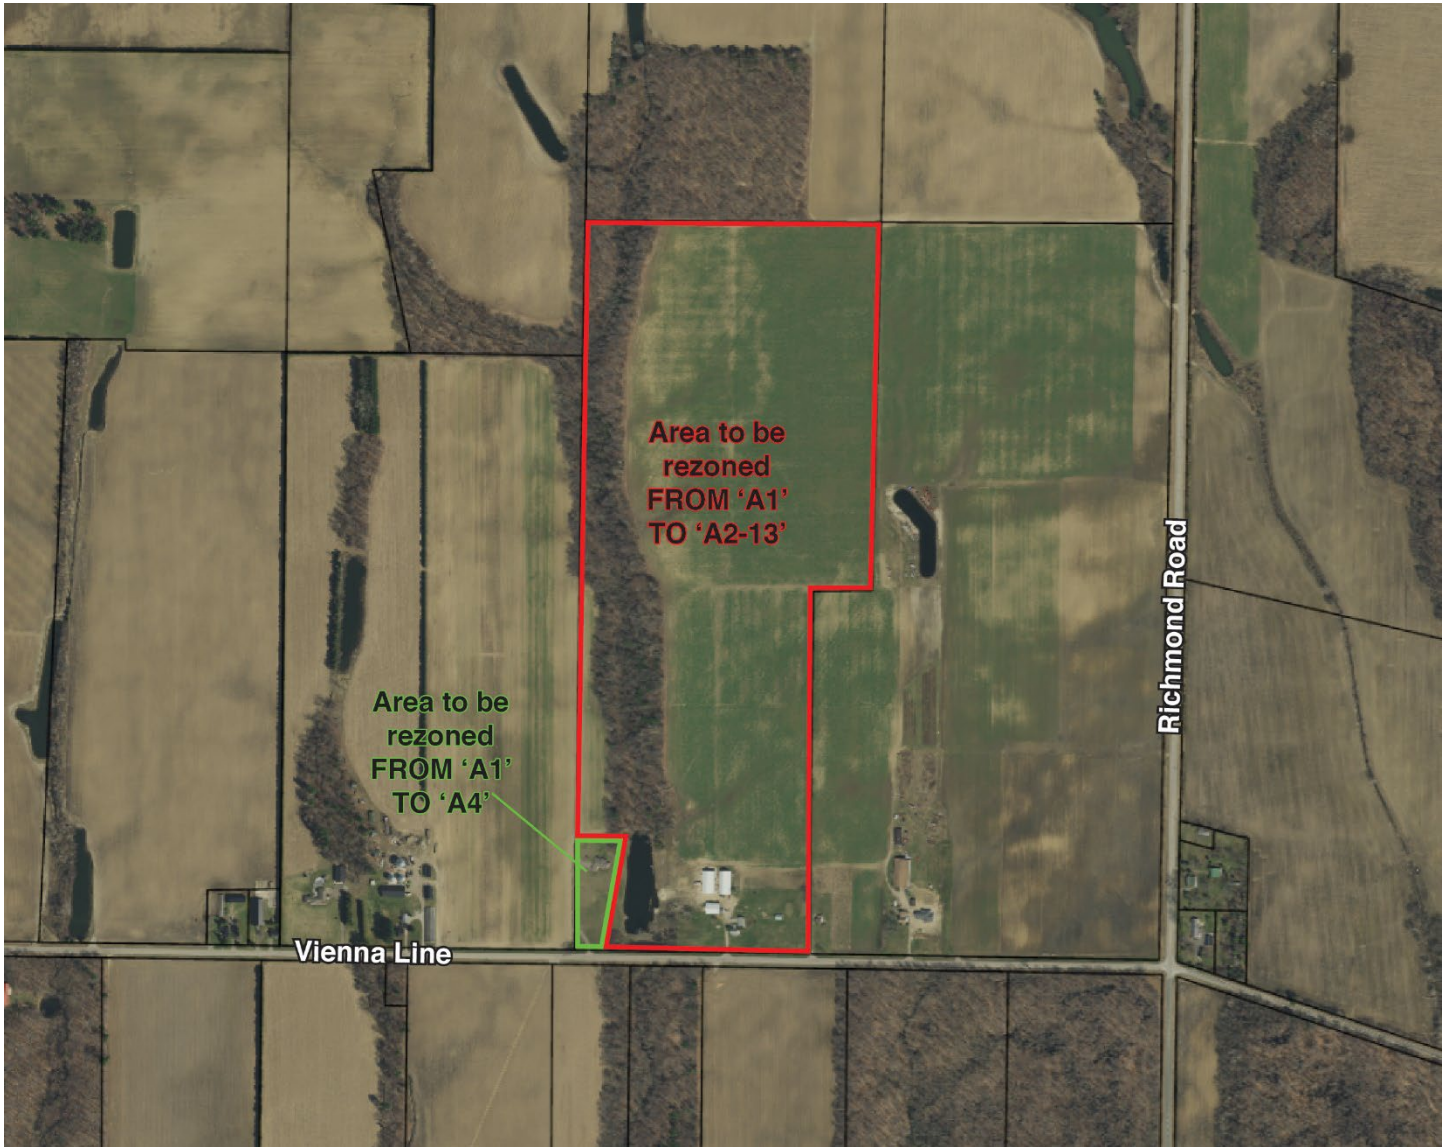 Area to be
rezoned
FROM ‘A1’
TO ‘A2-13’
Richmond Road
Area to be
rezoned
FROM ‘A1’
TO ‘A4’
Vienna Line